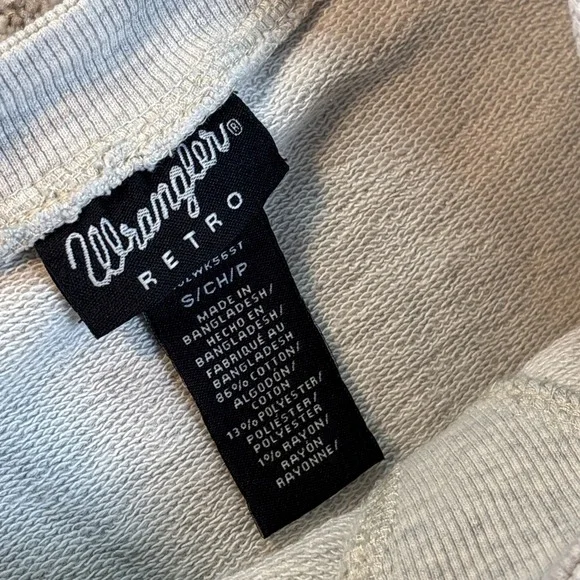 Wrangler®
RETRO
S/CH/P
MADE IN
BANGLADESH/
HECHO EN
BANGLADESH/
FABRIQUÉ AU
BANGLADESH
86% COTTON/
ALGODÓN/
COTON
13% POLYESTER/
POLIÉSTER/
POLYESTER
1% RAYON/
RAYÓN
RAYONNE/